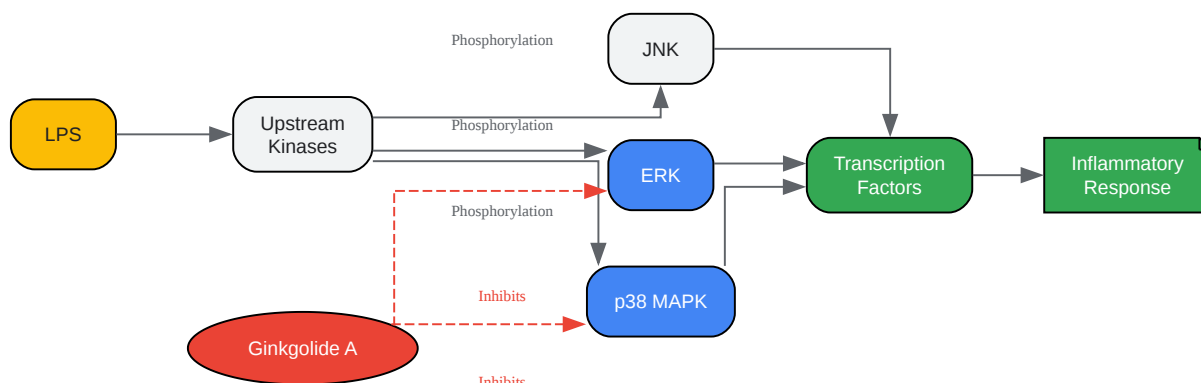 Phosphorylation
JNK
LPS
Upstream
Kinases
Phosphorylation
ERK
Transcription
Factors
Inflammatory
Response
Phosphorylation
Inhibits
p38 MAPK
Ginkgolide A
Inhibits